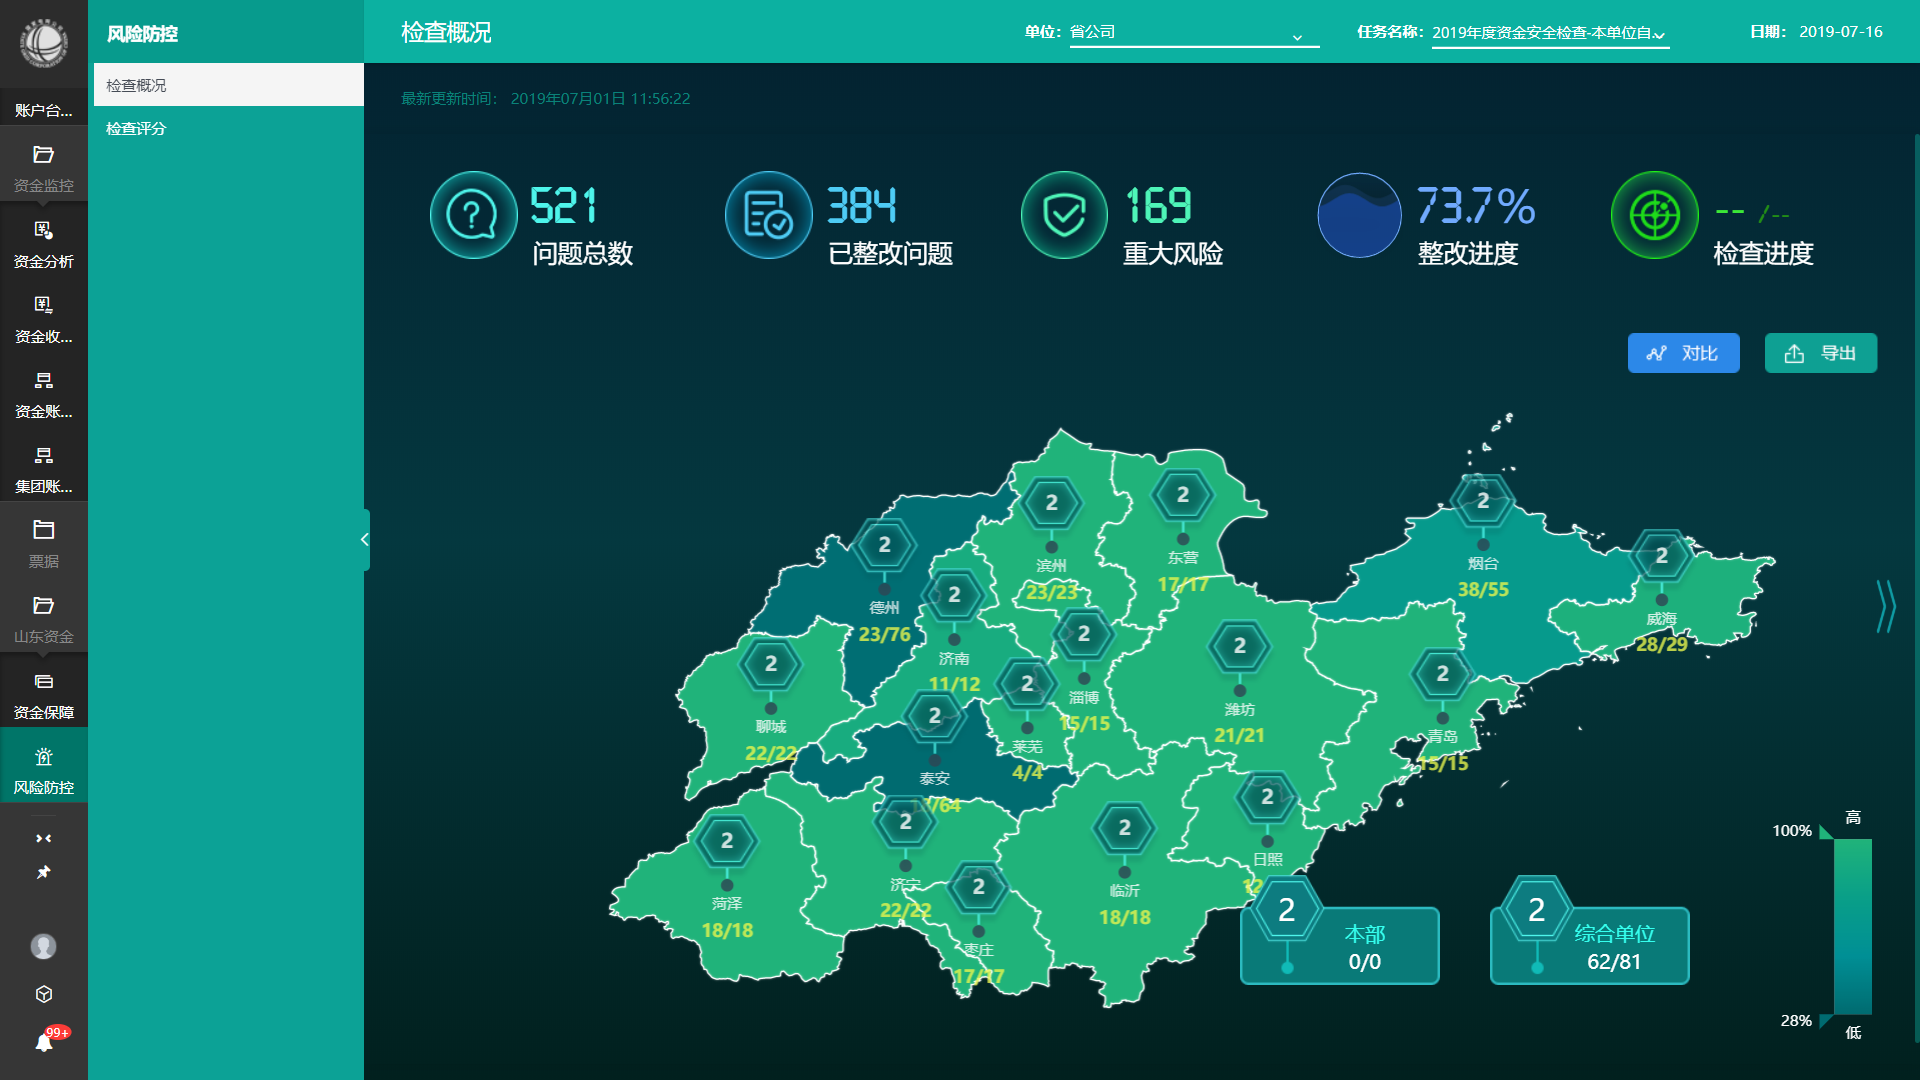 风险防控
检查概况
单位：
省公司
任务名称：
2019年度资金安全检查-本单位自...
日期：
2019-07-16
检查概况
检查评分
账户台...
资金监控
资金分析
资金收...
资金账...
集团账...
票据
山东资金
资金保障
风险防控
99+
最新更新时间： 2019年07月01日 11:56:22
521
问题总数
384
已整改问题
169
重大风险
73.7%
整改进度
-- /--
检查进度
对比
导出
2
滨州
23/23
2
东营
17/17
2
烟台
38/55
2
威海
28/29
2
德州
23/76
2
济南
11/12
2
淄博
15/15
2
潍坊
21/21
2
聊城
22/22
2
莱芜
4/4
2
青岛
15/15
2
泰安
/64
2
济宁
22/22
2
日照
12
2
临沂
18/18
2
菏泽
18/18
2
枣庄
17/17
2
本部
0/0
2
综合单位
62/81
高
100%
28%
低